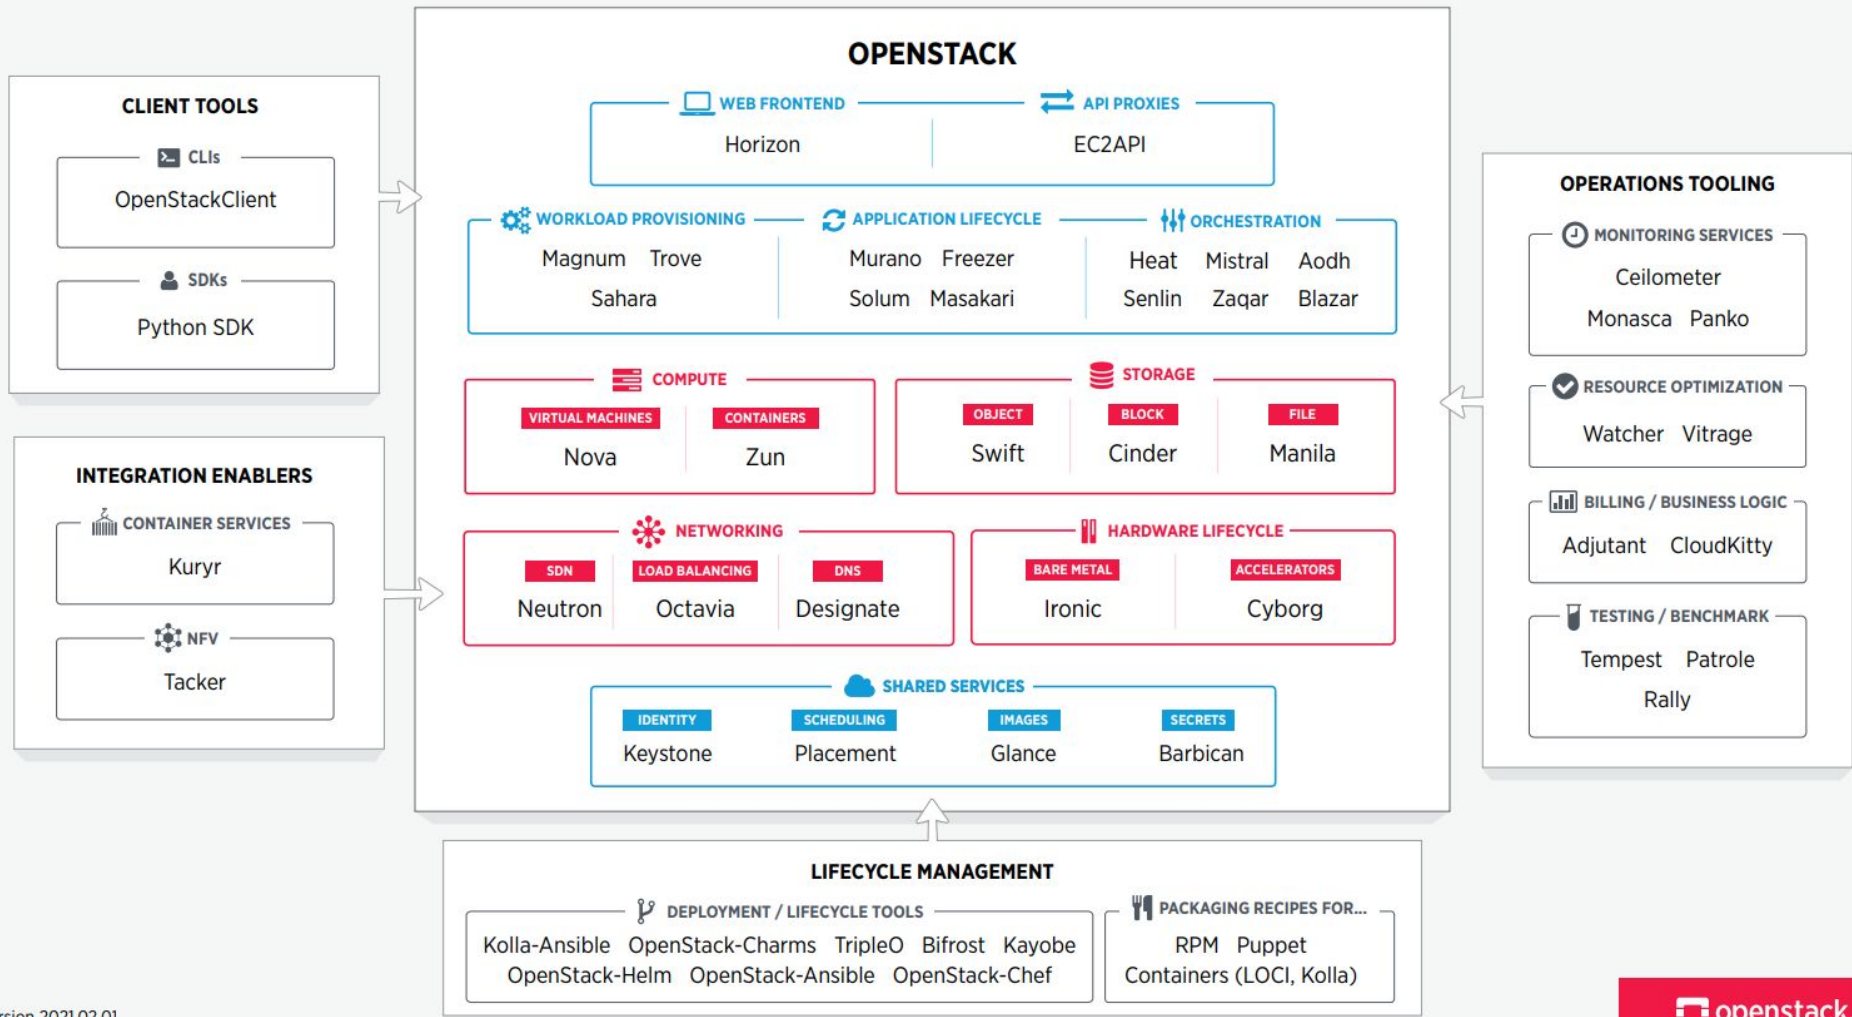 OPENSTACK
WEB FRONTEND
API PROXIES
Horizon
EC2API
WORKLOAD PROVISIONING
APPLICATION LIFECYCLE
ORCHESTRATION
Magnum Trove
Sahara
Murano Freezer
Solum Masakari
Heat Mistral Aodh
Senlin Zaqar Blazar
COMPUTE
VIRTUAL MACHINES
CONTAINERS
Nova
Zun
STORAGE
OBJECT
BLOCK
FILE
Swift
Cinder
Manila
NETWORKING
SDN
LOAD BALANCING
DNS
Neutron
Octavia
Designate
HARDWARE LIFECYCLE
BARE METAL
ACCELERATORS
Ironic
Cyborg
SHARED SERVICES
IDENTITY
SCHEDULING
IMAGES
SECRETS
Keystone
Placement
Glance
Barbican
CLIENT TOOLS
CLIs
OpenStackClient
SDKs
Python SDK
INTEGRATION ENABLERS
CONTAINER SERVICES
Kuryr
NFV
Tacker
OPERATIONS TOOLING
MONITORING SERVICES
Ceilometer
Monasca Panko
RESOURCE OPTIMIZATION
Watcher Vitrage
BILLING / BUSINESS LOGIC
Adjutant CloudKitty
TESTING / BENCHMARK
Tempest Patrole
Rally
LIFECYCLE MANAGEMENT
DEPLOYMENT / LIFECYCLE TOOLS
Kolla-Ansible OpenStack-Charms TripleO Bifrost Kayobe
OpenStack-Helm OpenStack-Ansible OpenStack-Chef
PACKAGING RECIPES FOR...
RPM Puppet
Containers (LOCI, Kolla)
2021.02.01
openstack